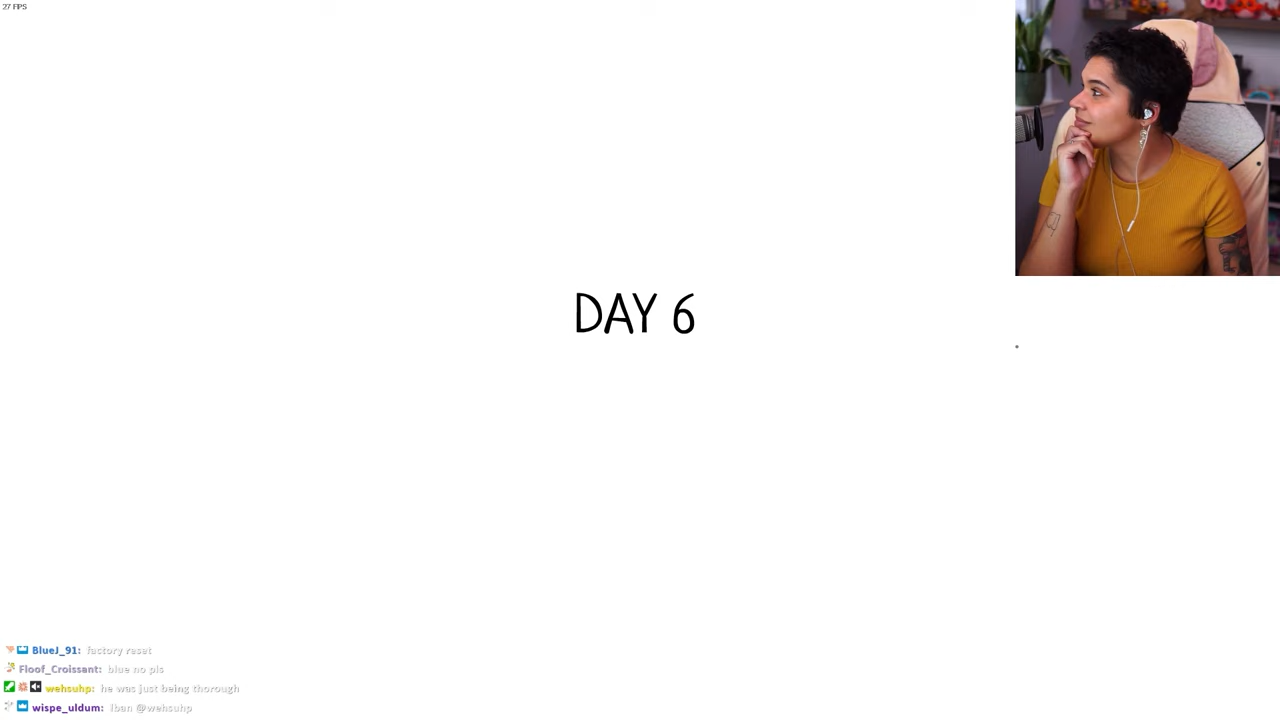 27 FPS
DAY 6
BlueJ_91: factory reset
Floof_Croissant: blue no pls
wehsuhp: he was just being thorough
wispe_uldum: !ban @wehsuhp